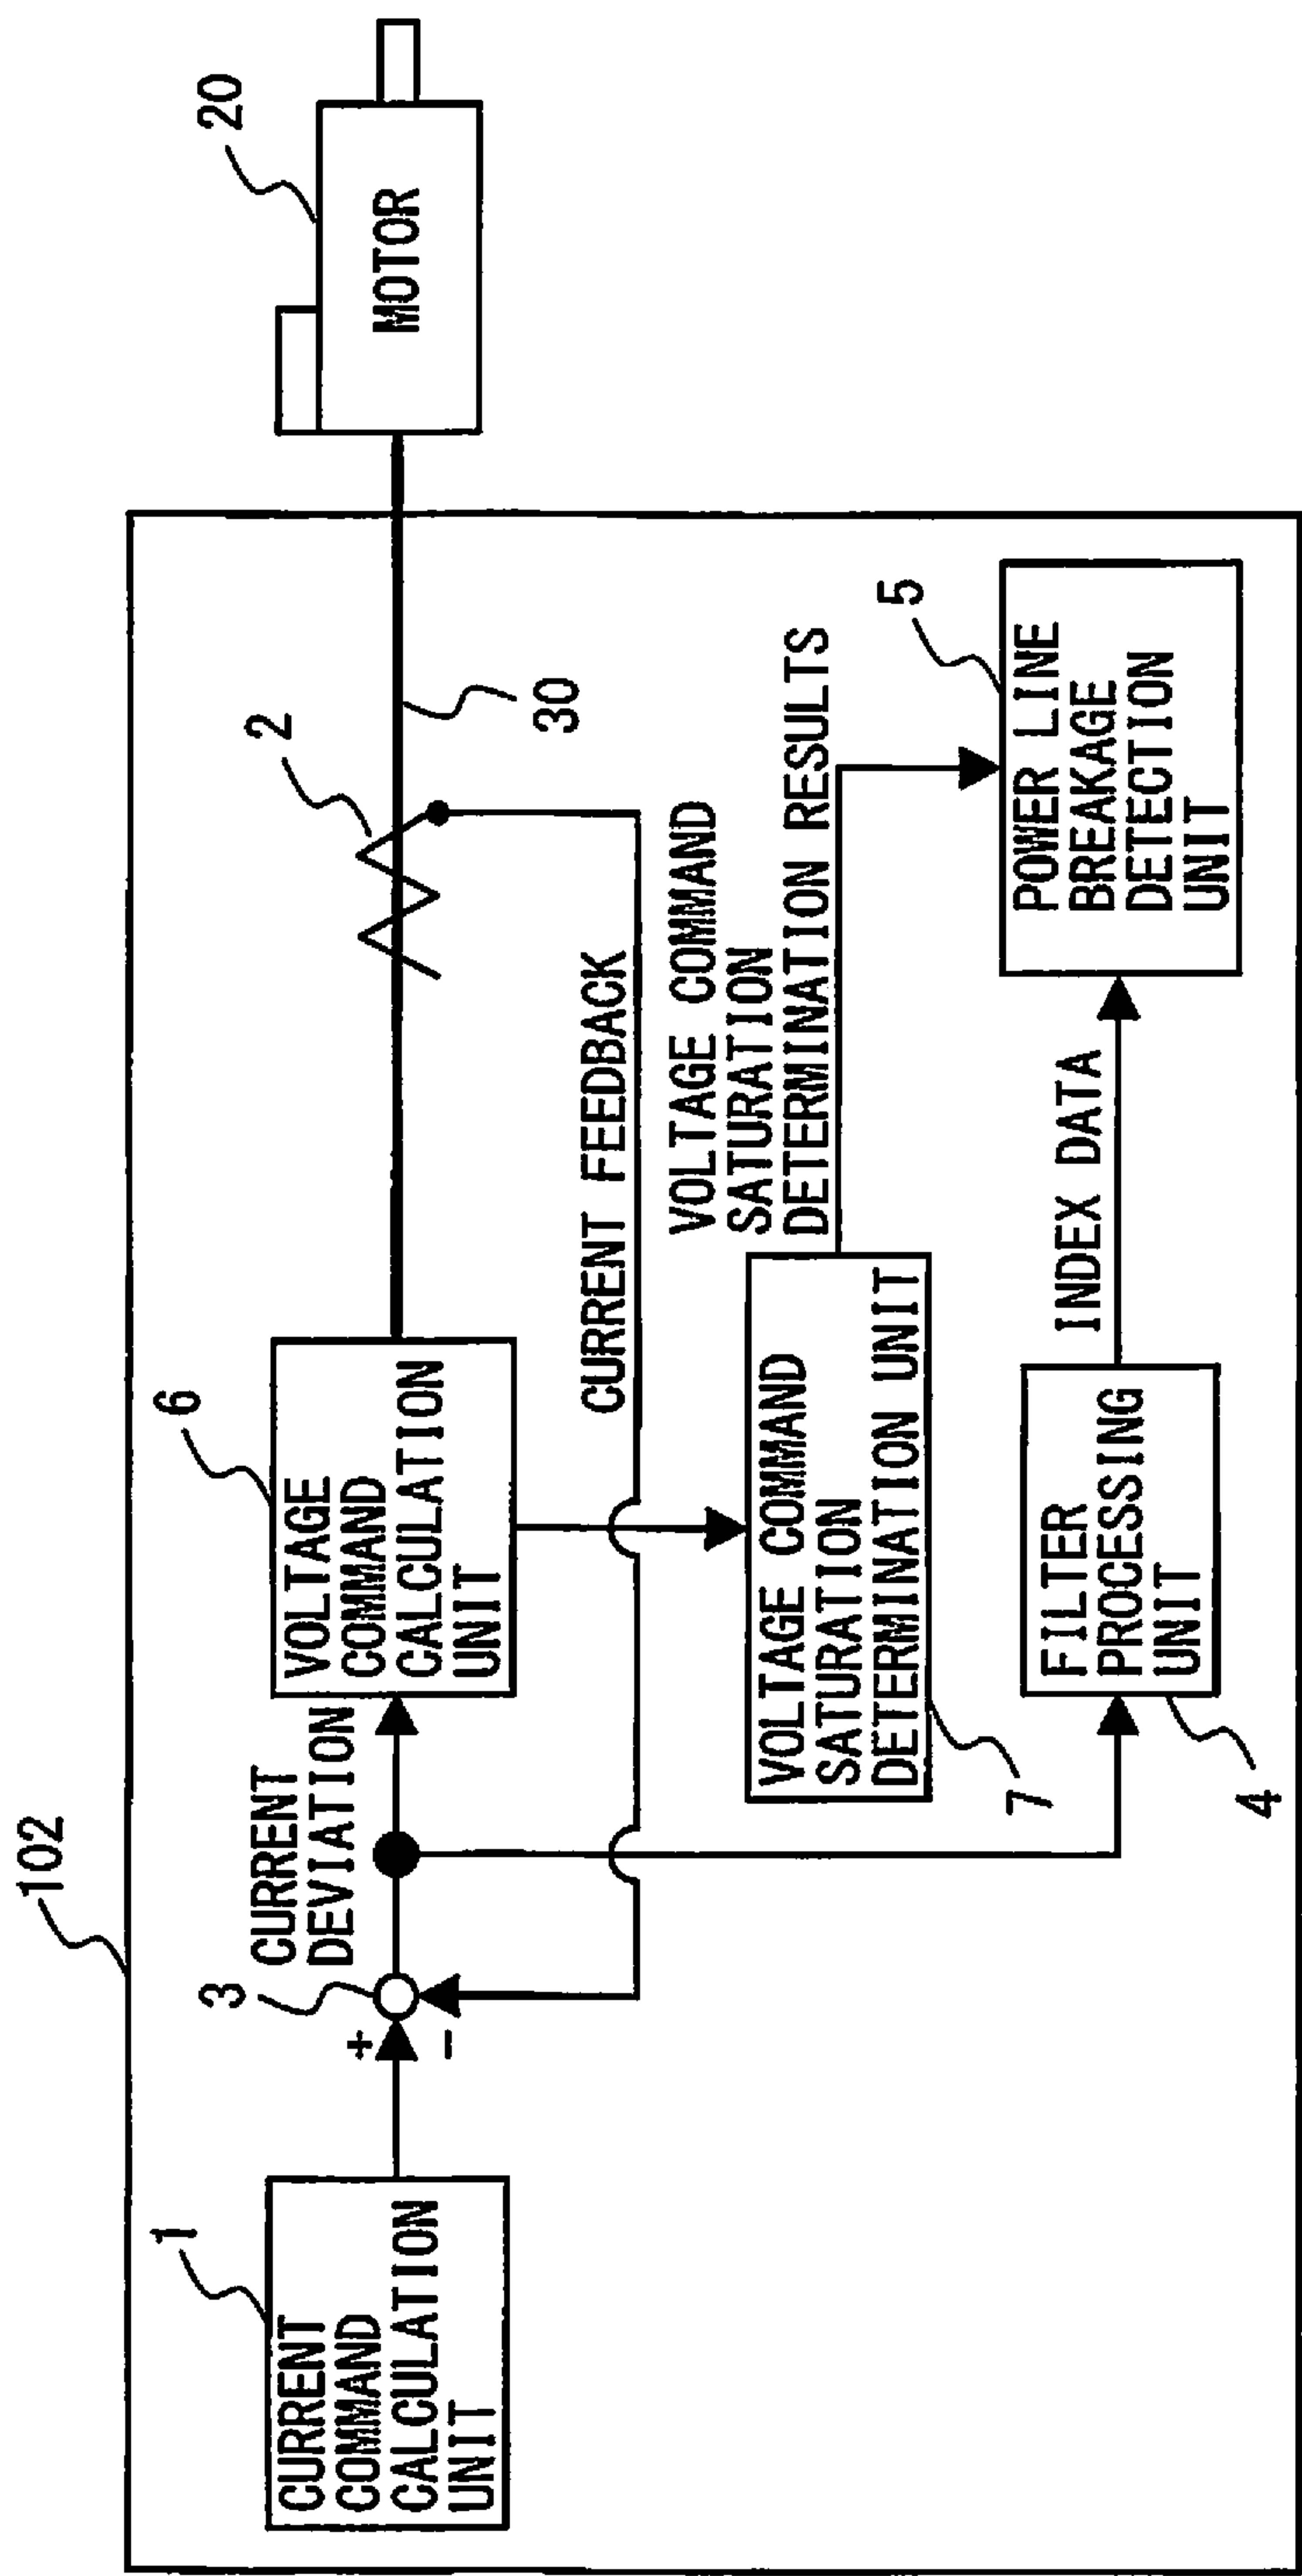 102
1
CURRENT
COMMAND
CALCULATION
UNIT
+
-
3
CURRENT
DEVIATION
6
VOLTAGE
COMMAND
CALCULATION
UNIT
2
30
20
MOTOR
CURRENT FEEDBACK
VOLTAGE COMMAND
SATURATION
DETERMINATION UNIT
7
VOLTAGE COMMAND
SATURATION
DETERMINATION RESULTS
FILTER
PROCESSING
UNIT
4
INDEX DATA
5
POWER LINE
BREAKAGE
DETECTION
UNIT